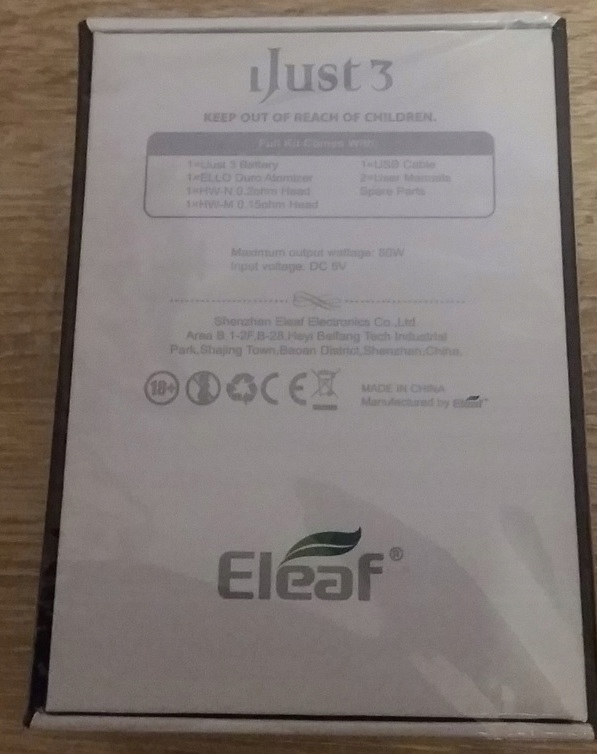 iJust 3
KEEP OUT OF REACH OF CHILDREN.
Full Kit Comes With:
1×iJust 3 Battery
1×ELLO Duro Atomizer
1×HW-N 0.2ohm Head
1×HW-M 0.15ohm Head
1×USB Cable
2×User Manuals
Spare Parts
Maximum output wattage: 80W
Input voltage: DC 5V
Shenzhen Eleaf Electronics Co.,Ltd.
Area B 1-2F,B-28,Heyi Beifang Tech Industrial
Park,Shajing Town,Baoan District,Shenzhen,China.
18+
CE
MADE IN CHINA
Manufactured by Eleaf
Eleaf®